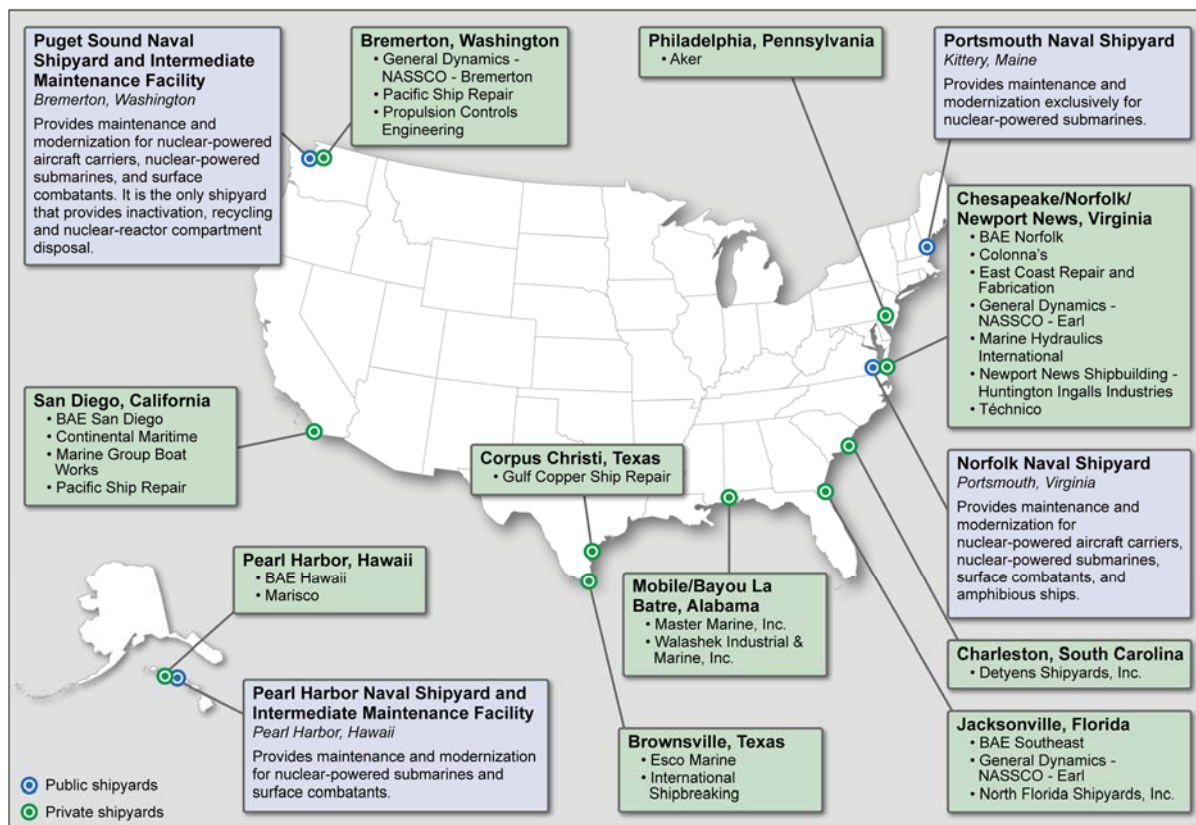 Puget Sound Naval
Shipyard and Intermediate
Maintenance Facility
Bremerton, Washington
Provides maintenance and
modernization for nuclear-powered
aircraft carriers, nuclear-powered
submarines, and surface
combatants. It is the only shipyard
that provides inactivation, recycling
and nuclear-reactor compartment
disposal.
Bremerton, Washington
• General Dynamics -
NASSCO - Bremerton
• Pacific Ship Repair
• Propulsion Controls
Engineering
Philadelphia, Pennsylvania
• Aker
Portsmouth Naval Shipyard
Kittery, Maine
Provides maintenance and
modernization exclusively for
nuclear-powered submarines.
Chesapeake/Norfolk/
Newport News, Virginia
• BAE Norfolk
• Colonna's
• East Coast Repair and
Fabrication
• General Dynamics -
NASSCO - Earl
• Marine Hydraulics
International
• Newport News Shipbuilding -
Huntington Ingalls Industries
• Téchnico
San Diego, California
• BAE San Diego
• Continental Maritime
• Marine Group Boat
Works
• Pacific Ship Repair
Corpus Christi, Texas
• Gulf Copper Ship Repair
Norfolk Naval Shipyard
Portsmouth, Virginia
Provides maintenance and
modernization for
nuclear-powered aircraft carriers,
nuclear-powered submarines,
surface combatants, and
amphibious ships.
Pearl Harbor, Hawaii
• BAE Hawaii
• Marisco
Mobile/Bayou La
Batre, Alabama
• Master Marine, Inc.
• Walashek Industrial &
Marine, Inc.
Charleston, South Carolina
• Detyens Shipyards, Inc.
Pearl Harbor Naval Shipyard and
Intermediate Maintenance Facility
Pearl Harbor, Hawaii
Provides maintenance and modernization
for nuclear-powered submarines and
surface combatants.
Brownsville, Texas
• Esco Marine
• International
Shipbreaking
Jacksonville, Florida
• BAE Southeast
• General Dynamics -
NASSCO - Earl
• North Florida Shipyards, Inc.
Public shipyards
Private shipyards